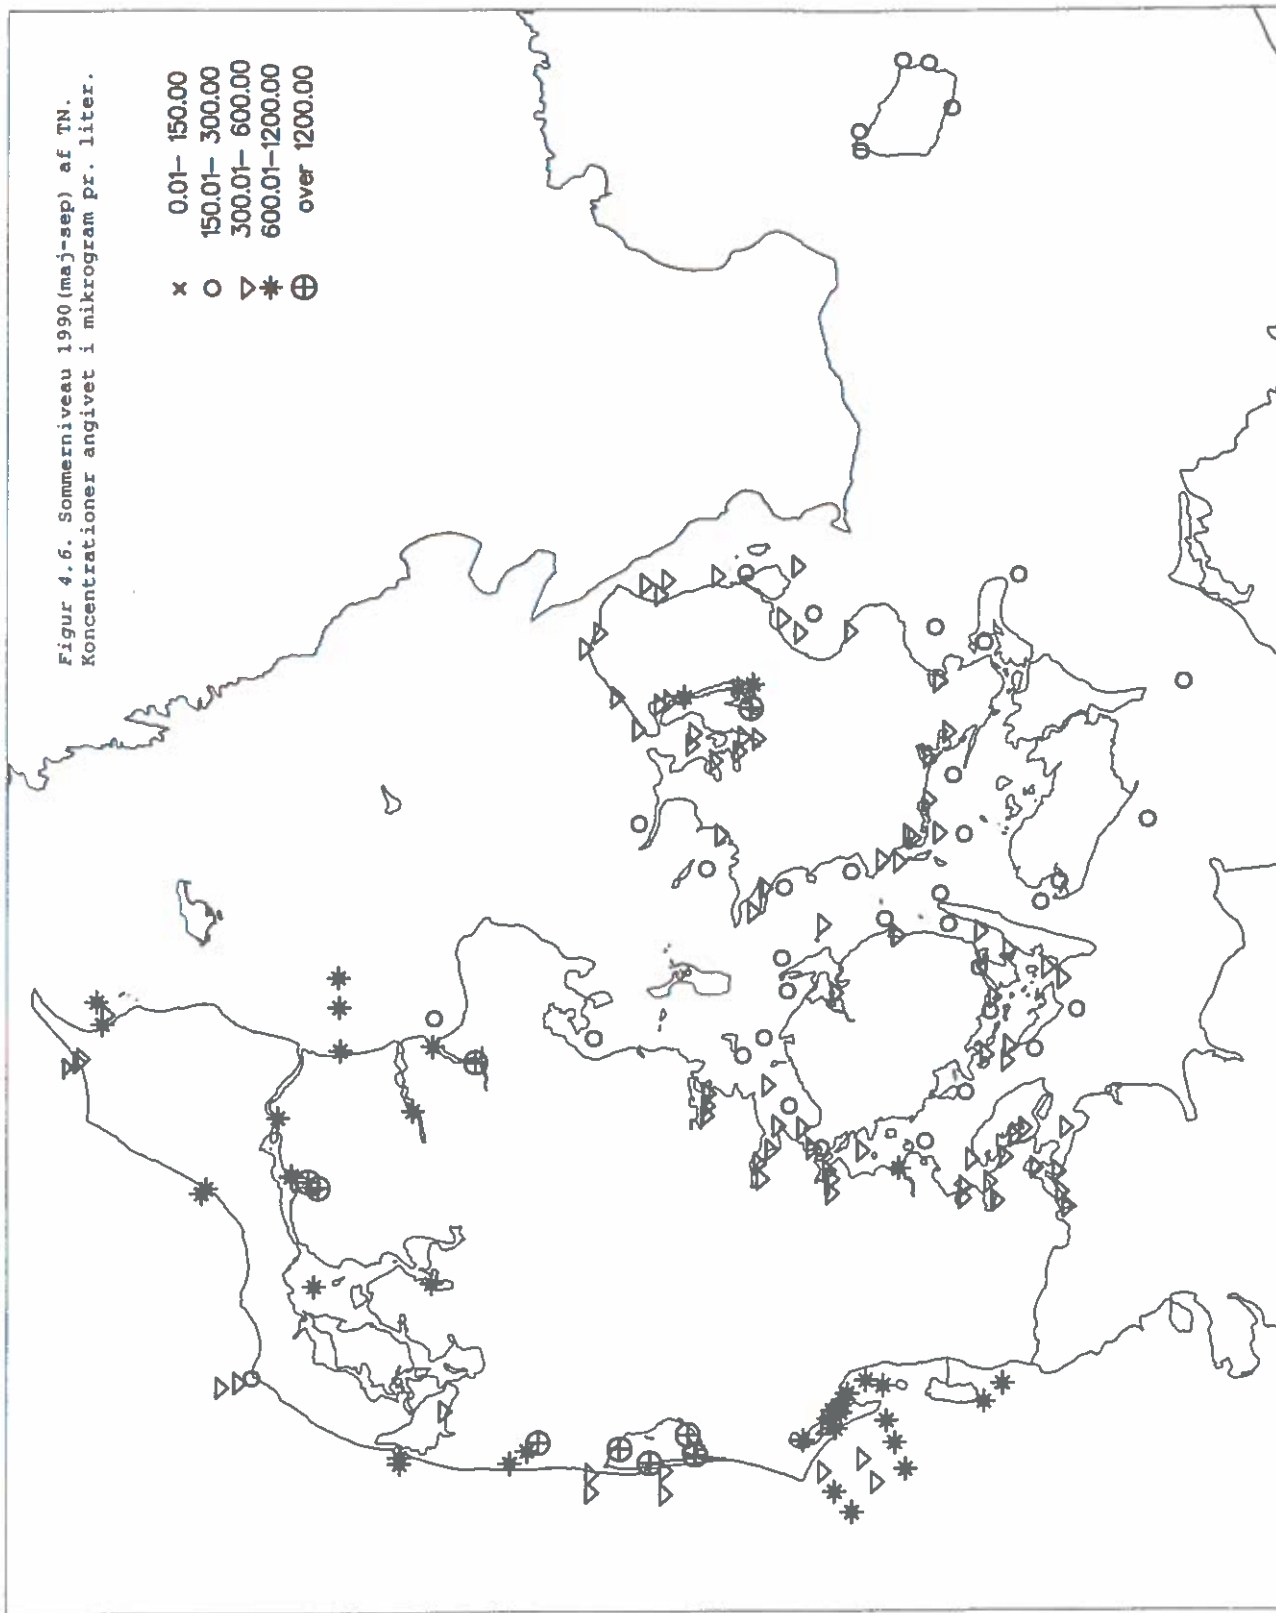 Figur 4.6. Sommerniveau 1990(maj-sep) af TN.
Koncentrationer angivet i mikrogram pr. liter.
0.01- 150.00
150.01- 300.00
300.01- 600.00
600.01-1200.00
over 1200.00